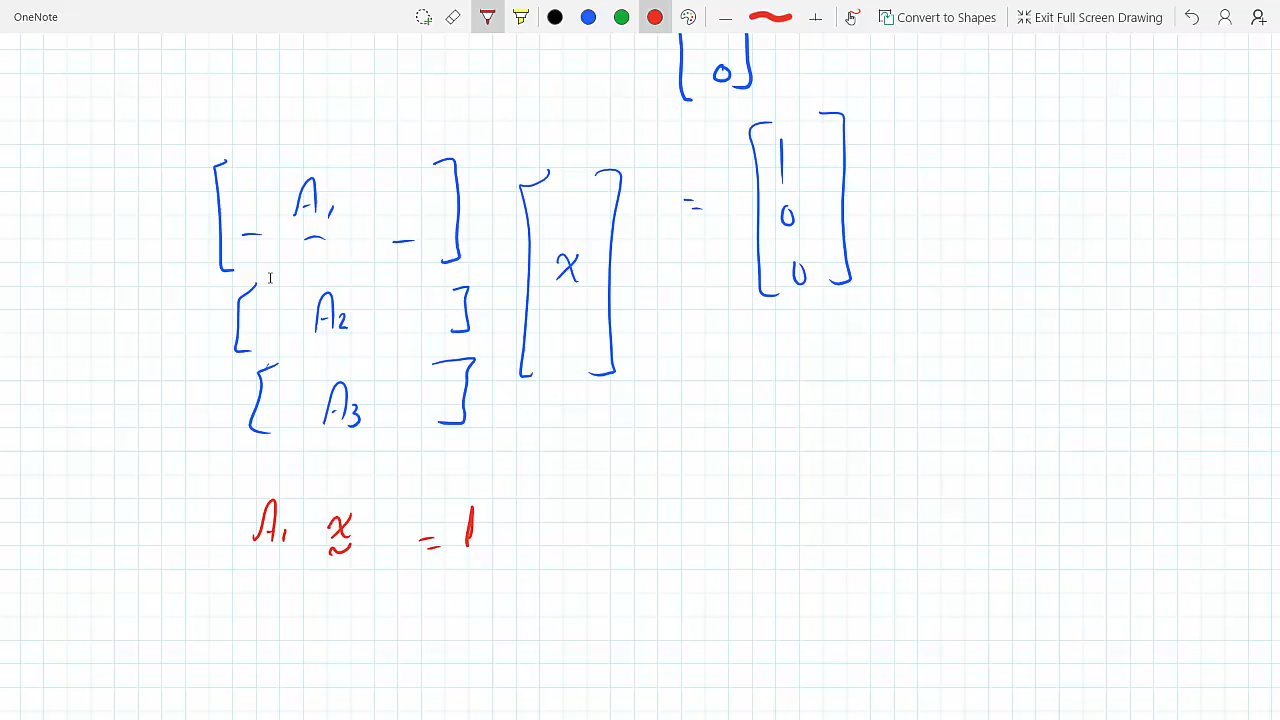 OneNote
Convert to Shapes
Exit Full Screen Drawing
0
A₁
A₂
A₃
x
=
1
0
0
A₁ x = 1